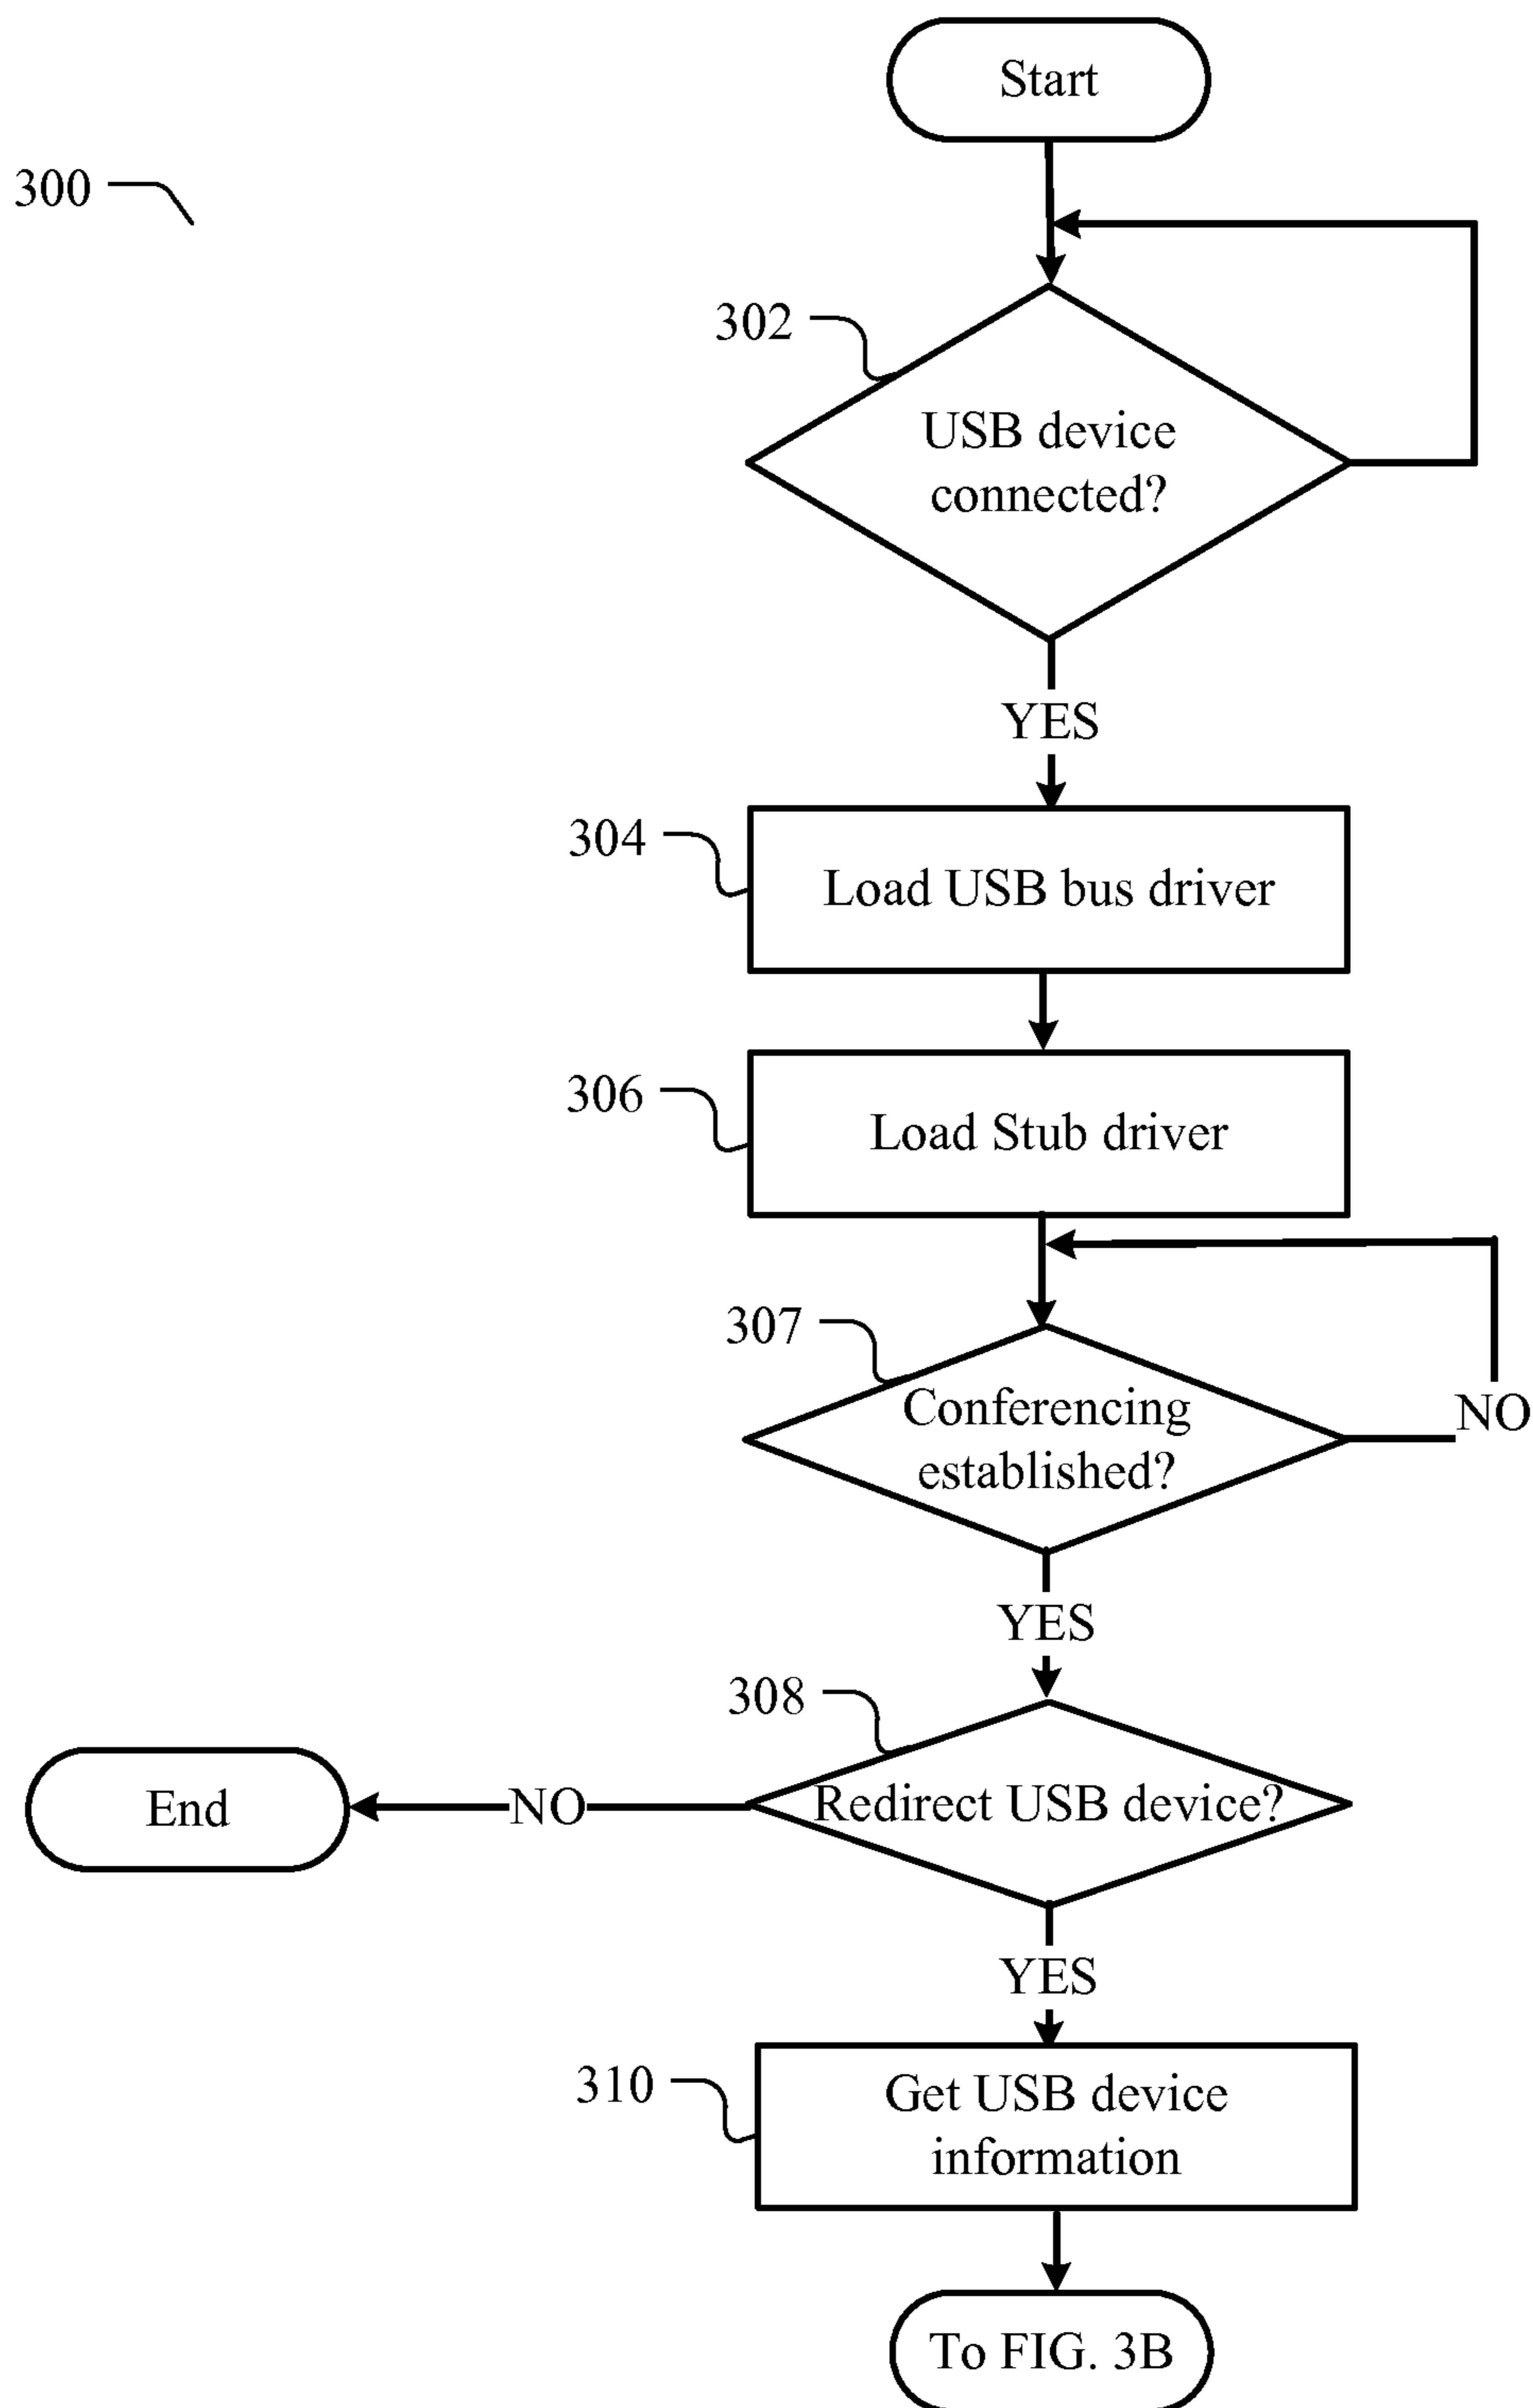 Start
300
302
USB device
connected?
YES
304
Load USB bus driver
306
Load Stub driver
307
Conferencing
established?
NO
YES
308
Redirect USB device?
NO
End
YES
310
Get USB device
information
To FIG. 3B